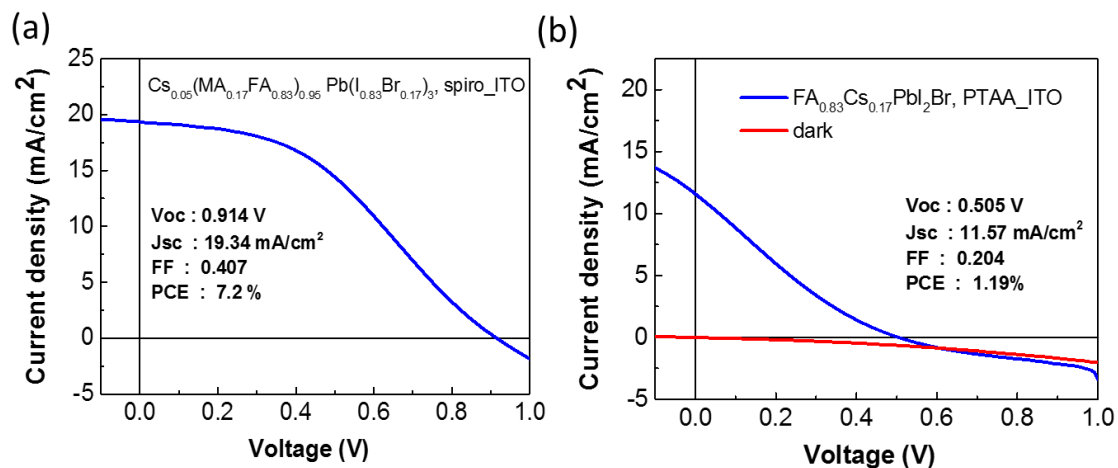 (a)
25
20
15
10
5
0
-5
Current density (mA/cm²)
Cs₀.₀₅(MA₀.₁₇FA₀.₈₃)₀.₉₅ Pb(I₀.₈₃Br₀.₁₇)₃, spiro_ITO
Voc : 0.914 V
Jsc : 19.34 mA/cm²
FF : 0.407
PCE : 7.2 %
0.0 0.2 0.4 0.6 0.8 1.0
Voltage (V)
(b)
20
15
10
5
0
-5
Current density (mA/cm²)
FA₀.₈₃Cs₀.₁₇PbI₂Br, PTAA_ITO
dark
Voc : 0.505 V
Jsc : 11.57 mA/cm²
FF : 0.204
PCE : 1.19%
0.0 0.2 0.4 0.6 0.8 1.0
Voltage (V)